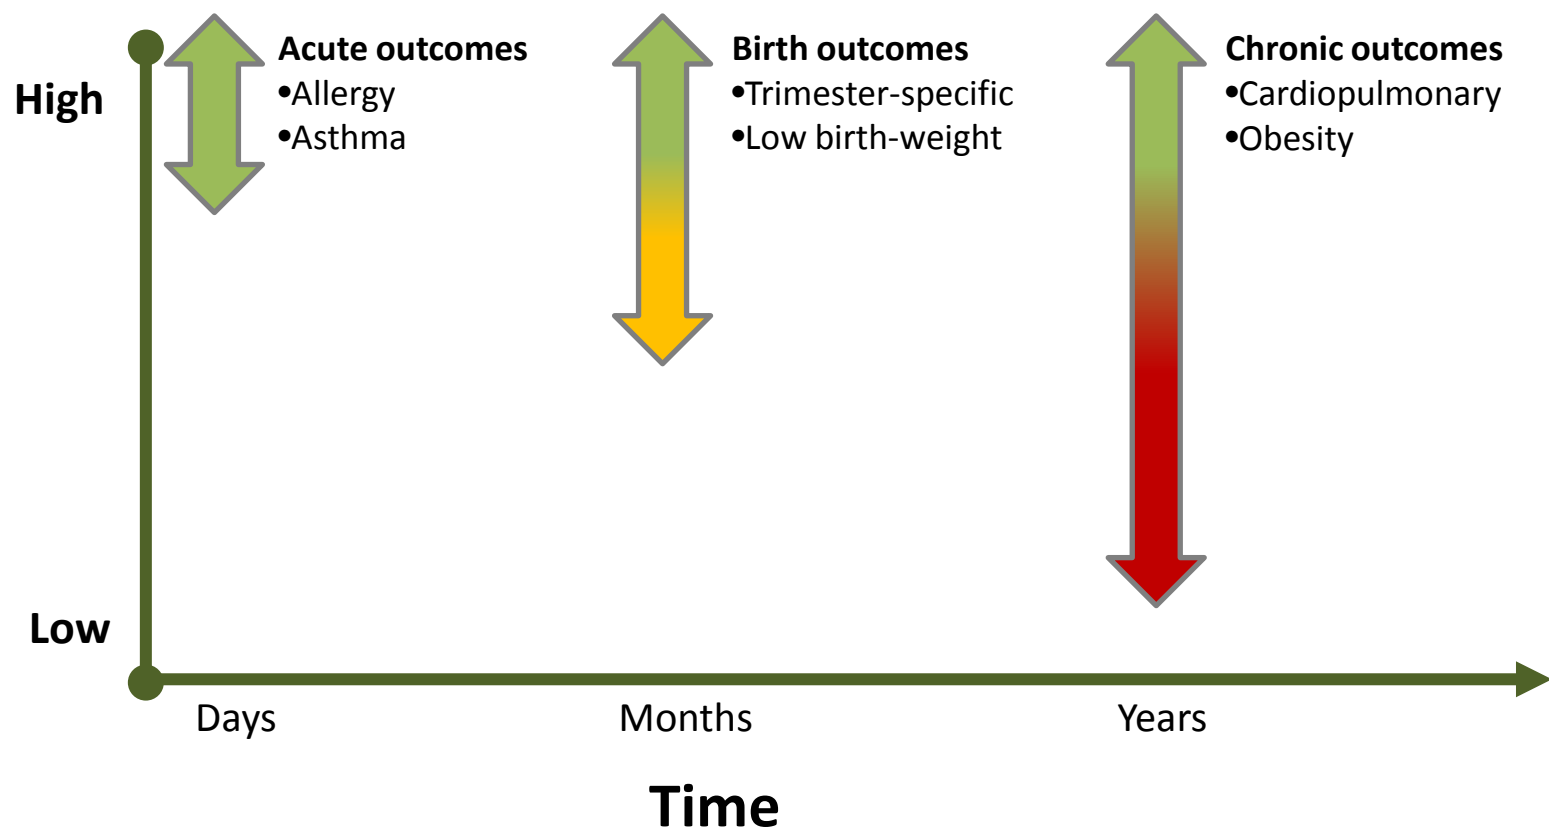 High
Low
Acute outcomes
•Allergy
•Asthma
Birth outcomes
•Trimester-specific
•Low birth-weight
Chronic outcomes
•Cardiopulmonary
•Obesity
Days
Months
Years
Time